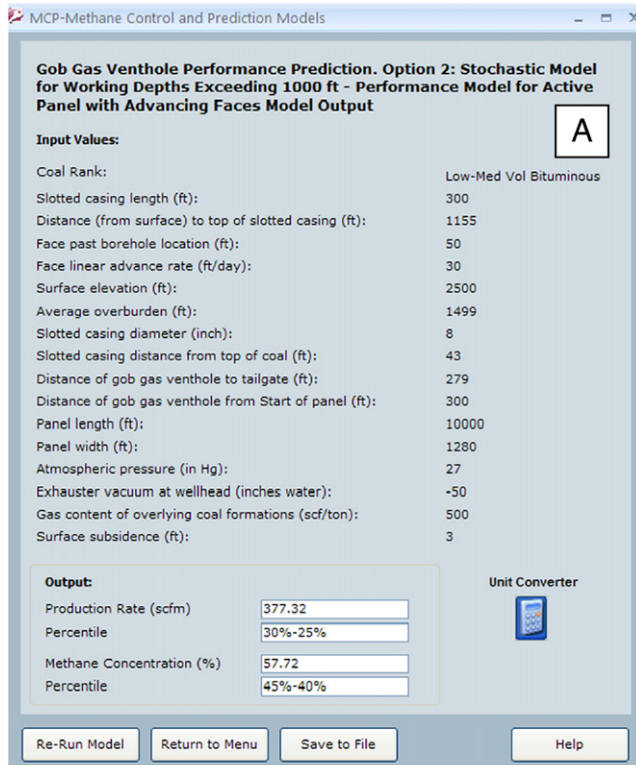 MCP-Methane Control and Prediction Models
Gob Gas Venthole Performance Prediction. Option 2: Stochastic Model
for Working Depths Exceeding 1000 ft - Performance Model for Active
Panel with Advancing Faces Model Output
A
Input Values:
Coal Rank: Low-Med Vol Bituminous
Slotted casing length (ft): 300
Distance (from surface) to top of slotted casing (ft): 1155
Face past borehole location (ft): 50
Face linear advance rate (ft/day): 30
Surface elevation (ft): 2500
Average overburden (ft): 1499
Slotted casing diameter (inch): 8
Slotted casing distance from top of coal (ft): 43
Distance of gob gas venthole to tailgate (ft): 279
Distance of gob gas venthole from Start of panel (ft): 300
Panel length (ft): 10000
Panel width (ft): 1280
Atmospheric pressure (in Hg): 27
Exhauster vacuum at wellhead (inches water): -50
Gas content of overlying coal formations (scf/ton): 500
Surface subsidence (ft): 3
Output:
Unit Converter
Production Rate (scfm) 377.32
Percentile 30%-25%
Methane Concentration (%) 57.72
Percentile 45%-40%
Re-Run Model Return to Menu Save to File Help